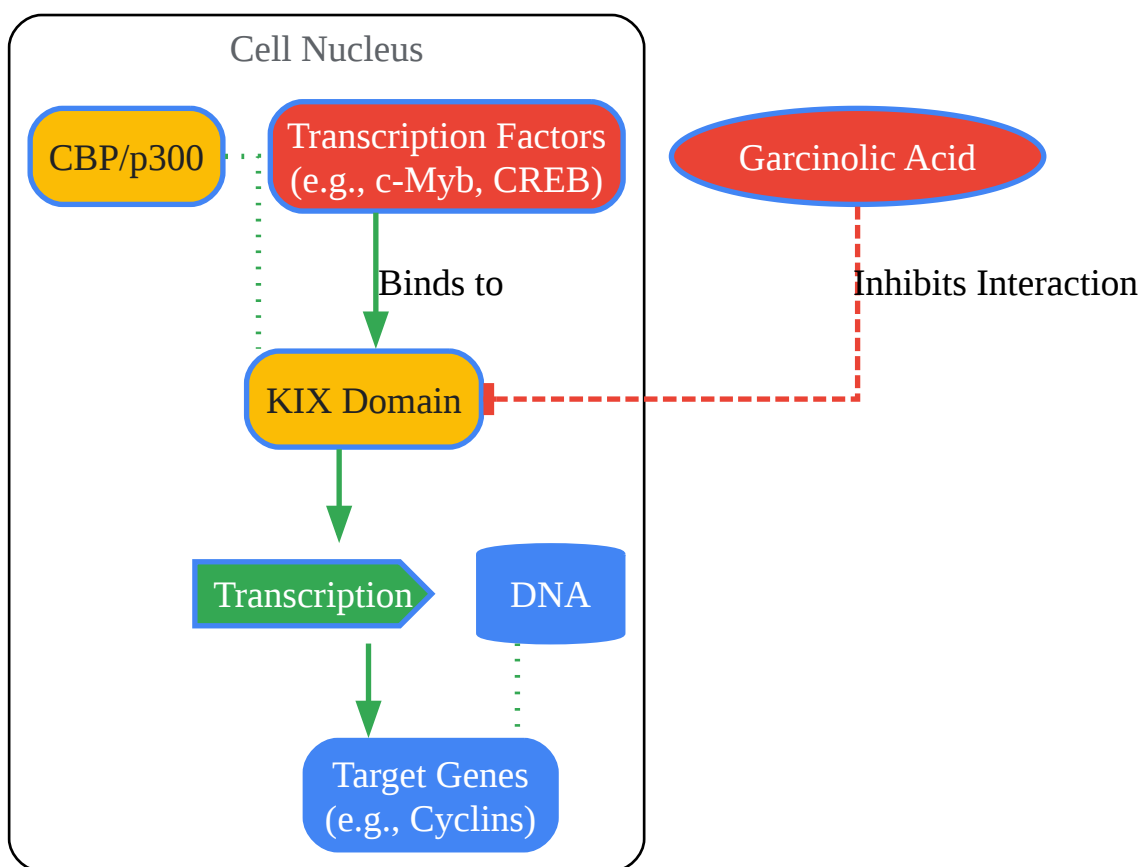 Cell Nucleus
CBP/p300
Transcription Factors
(e.g., c-Myb, CREB)
Garcinolic Acid
Binds to
Inhibits Interaction
KIX Domain
Transcription
DNA
Target Genes
(e.g., Cyclins)